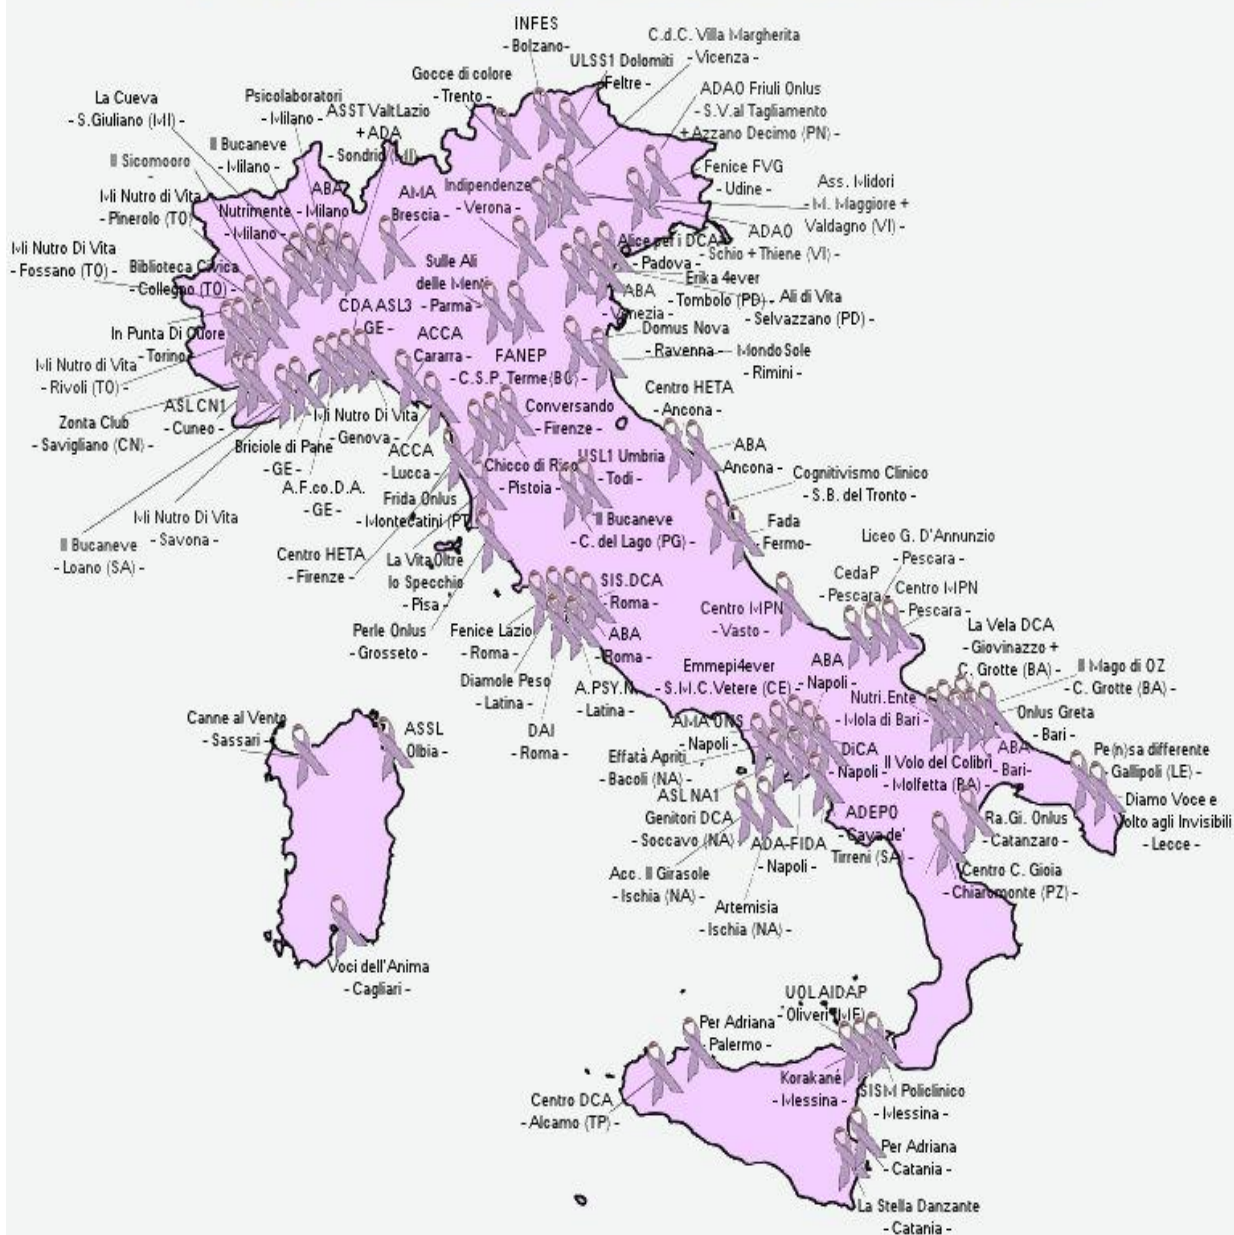 INFES
- Bolzano-
C.d.C. Villa Margherita
- Vicenza -
ULSS1 Dolomiti
Feltre -
Gocce di colore
- Trento -
ADAO Friuli Onlus
- S.V.al Tagliamento
+ Azzano Decimo (PN) -
La Cueva
- S.Giuliano (MI) -
Psicolaboratori
- Milano -
ASST ValtLazio
+ ADA
- Sondrio
Il Bucaneve
- Milano -
Il Sicomooro
-
Fenice FVG
- Udine -
Ass. Midori
- M. Maggiore +
Valdagno (VI) -
Mi Nutro di Vita
- Pinerolo (TO)
Nutrimente
- Milano -
ABA
- Milano
AMA
Brescia -
Indipendenze
- Verona -
ADAO
- Schio + Thiene (VI) -
Mi Nutro Di Vita
- Fossano (TO) -
Biblioteca Civica
- Collegno (TO) -
Sulle Ali
delle Menti
- Parma -
Alice per i DCA
- Padova -
Erika 4ever
- Tombolo (PD) -
ABA
- Venezia -
Ali di Vita
- Selvazzano (PD) -
CDA ASL3
- GE -
In Punta Di Cuore
- Torino
ACCA
Cararra -
FANEP
- C.S.P. Terme(BO) -
Domus Nova
- Ravenna -
MondoSole
- Rimini -
Mi Nutro di Vita
- Rivoli (TO) -
Centro HETA
- Ancona -
Zonta Club
- Savigliano (CN) -
ASL CN1
- Cuneo -
Mi Nutro Di Vita
- Genova -
Conversando
- Firenze -
ABA
Ancona -
Briciole di Pane
- GE -
ACCA
- Lucca -
Chicco di Riso
- Pistoia -
USL1 Umbria
- Todi -
Cognitivismo Clinico
- S.B. del Tronto -
A.F.co.D.A.
- GE -
Frida Onlus
- Montecatini (PT
Mi Nutro Di Vita
- Savona -
Il Bucaneve
- C. del Lago (PG) -
Fada
- Fermo-
Liceo G. D'Annunzio
- Pescara -
Il Bucaneve
- Loano (SA) -
Centro HETA
- Firenze -
La Vita Oltre
lo Specchio
- Pisa -
CedaP
- Pescara -
Centro MPN
- Pescara -
SIS.DCA
- Roma -
Centro MPN
- Vasto -
Perle Onlus
- Grosseto -
Fenice Lazio
- Roma -
ABA
- Roma -
La Vela DCA
- Giovinazzo +
C. Grotte (BA) -
Emmepi4ever
- S.M.C.Vetere (CE) -
ABA
- Napoli -
Il Mago di OZ
- C. Grotte (BA) -
Diamole Peso
- Latina -
A.PSY.N.
- Latina -
Nutri.Ente
- Mola di Bari -
Onlus Greta
- Bari -
Canne al Vento
- Sassari -
ASSL
Olbia -
DAI
- Roma -
AMA ONS
- Napoli -
DiCA
- Napoli -
Il Volo del Colibri
- Molfetta (BA) -
ABA
- Bari-
Pe(n)sa differente
- Gallipoli (LE) -
Effatà Apriti
- Bacoli (NA) -
ASL NA1
Genitori DCA
- Soccavo (NA)
ADEPO
- Cava de'
Tirreni (SA) -
Ra.Gi. Onlus
- Catanzaro -
Diamo Voce e
Volto agli Invisibili
- Lecce -
ADA-FIDA
- Napoli -
Acc. Il Girasole
- Ischia (NA) -
Centro C. Gioia
- Chiaromonte (PZ) -
Artemisia
- Ischia (NA) -
Voci dell'Anima
- Cagliari -
UOLAIDAP
- Oliveri (ME)
Per Adriana
- Palermo -
Centro DCA
- Alcamo (TP) -
Korakanè
- Messina -
SISM Policlinico
- Messina -
Per Adriana
- Catania -
La Stella Danzante
- Catania -